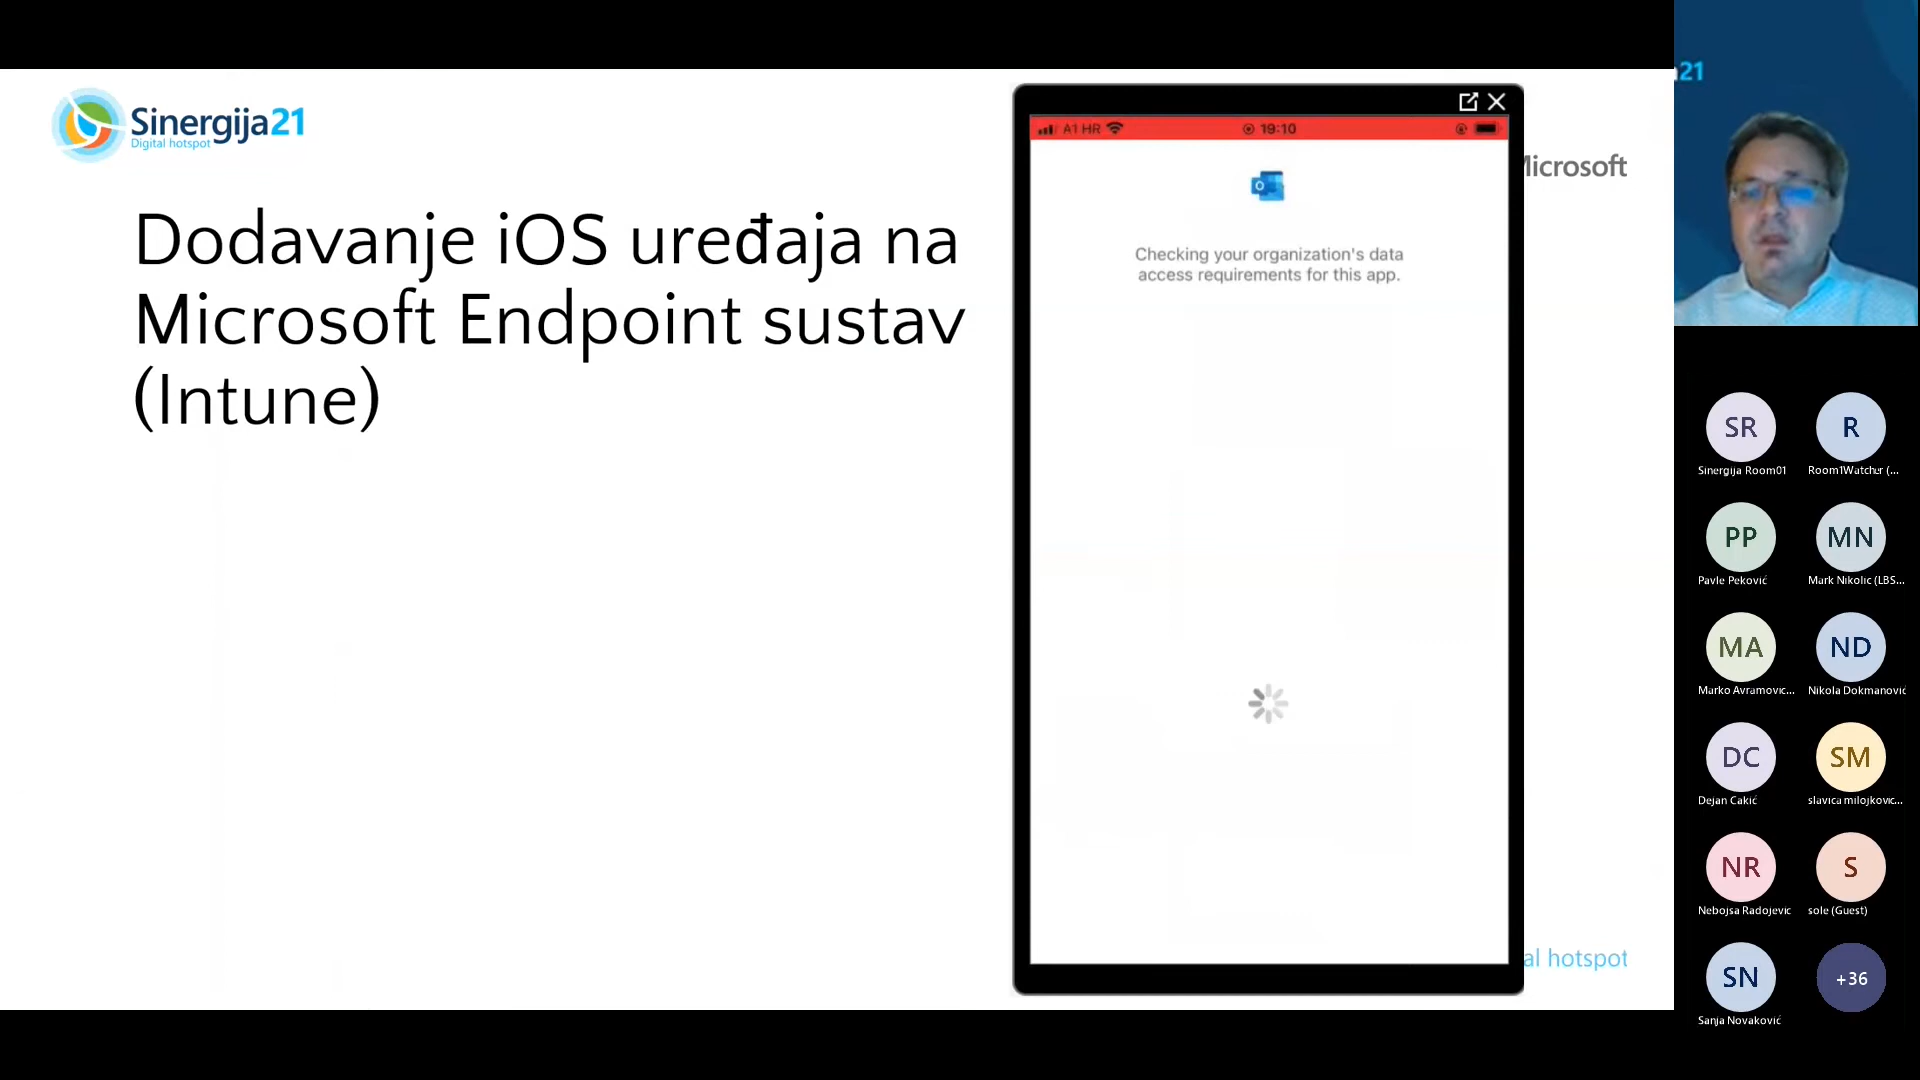 Sinergija21
Digital hotspot
Dodavanje iOS uređaja na
Microsoft Endpoint sustav
(Intune)
A1 HR
19:10
Checking your organization's data
access requirements for this app.
Microsoft
al hotspot
21
SR
Sinergija Room01
R
Room1Watcher (...
PP
Pavle Peković
MN
Mark Nikolic (LBS...
MA
Marko Avramovic...
ND
Nikola Dokmanović
DC
Dejan Cakić
SM
slavica milojkovic...
NR
Nebojsa Radojevic
S
sole (Guest)
SN
Sanja Novaković
+36